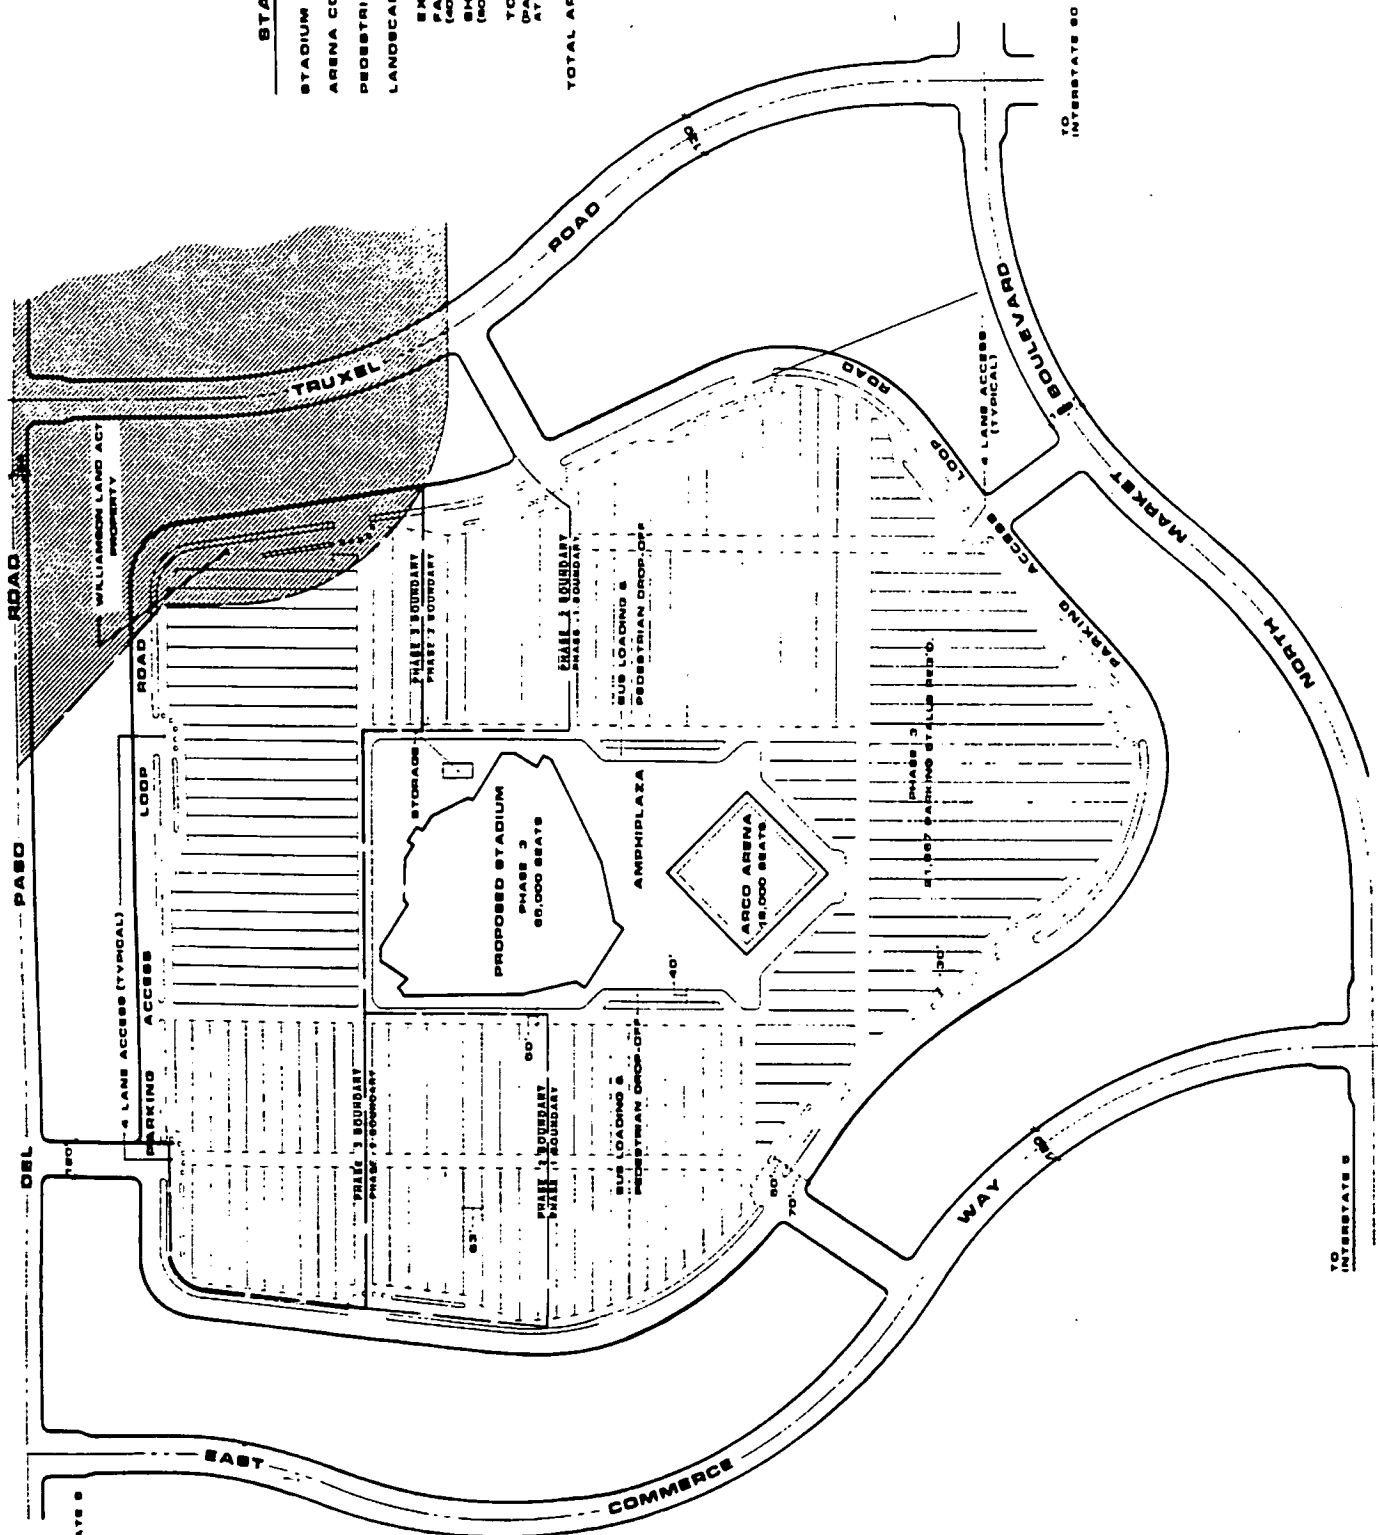 STA
STADIUM
ARENA CO
PEDESTRI
LANDSCA
TOTAL AR
TO
INTERSTATE 80
ROAD
PASO
DEL
WILLIAMSON LAND ACT
PROPERTY
TRUXEL
ROAD
4 LANE ACCESS (TYPICAL)
PARKING
ACCESS
LOOP
ROAD
PHASE 3 BOUNDARY
PHASE 2 BOUNDARY
PHASE 2 BOUNDARY
PHASE 1 BOUNDARY
BUS LOADING &
PEDESTRIAN DROP-OFF
STORAGE
PROPOSED STADIUM
PHASE 3
65,000 SEATS
AMPHIPLAZA
ARCO ARENA
18,000 SEATS
PHASE 3
21,667 PARKING STALLS REQ'D.
ROAD
LOOP
ACCESS
PARKING
4 LANE ACCESS
(TYPICAL)
BOULEVARD
MARKET
NORTH
40'
30'
60'
63'
60'
70'
PHASE 3 BOUNDARY
PHASE 2 BOUNDARY
PHASE 2 BOUNDARY
PHASE 1 BOUNDARY
BUS LOADING &
PEDESTRIAN DROP-OFF
EAST
COMMERCE
WAY
TO
INTERSTATE 5